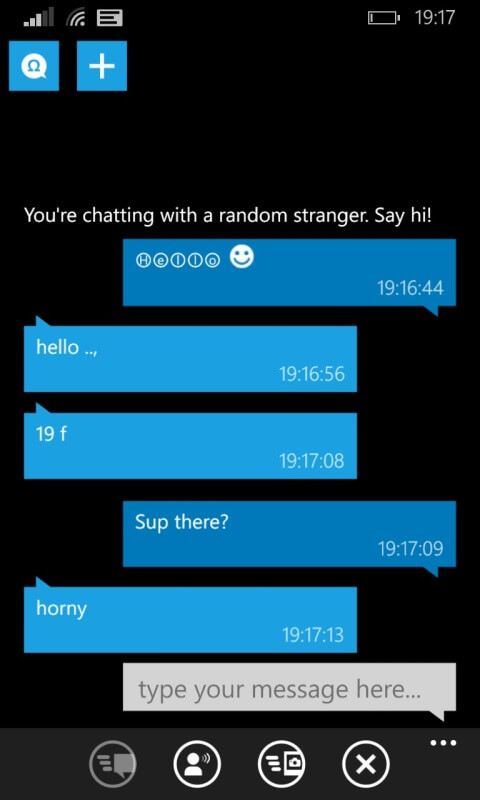 19:17
You're chatting with a random stranger. Say hi!
Ⓗⓔⓛⓛⓞ
19:16:44
hello ..,
19:16:56
19 f
19:17:08
Sup there?
19:17:09
horny
19:17:13
type your message here...